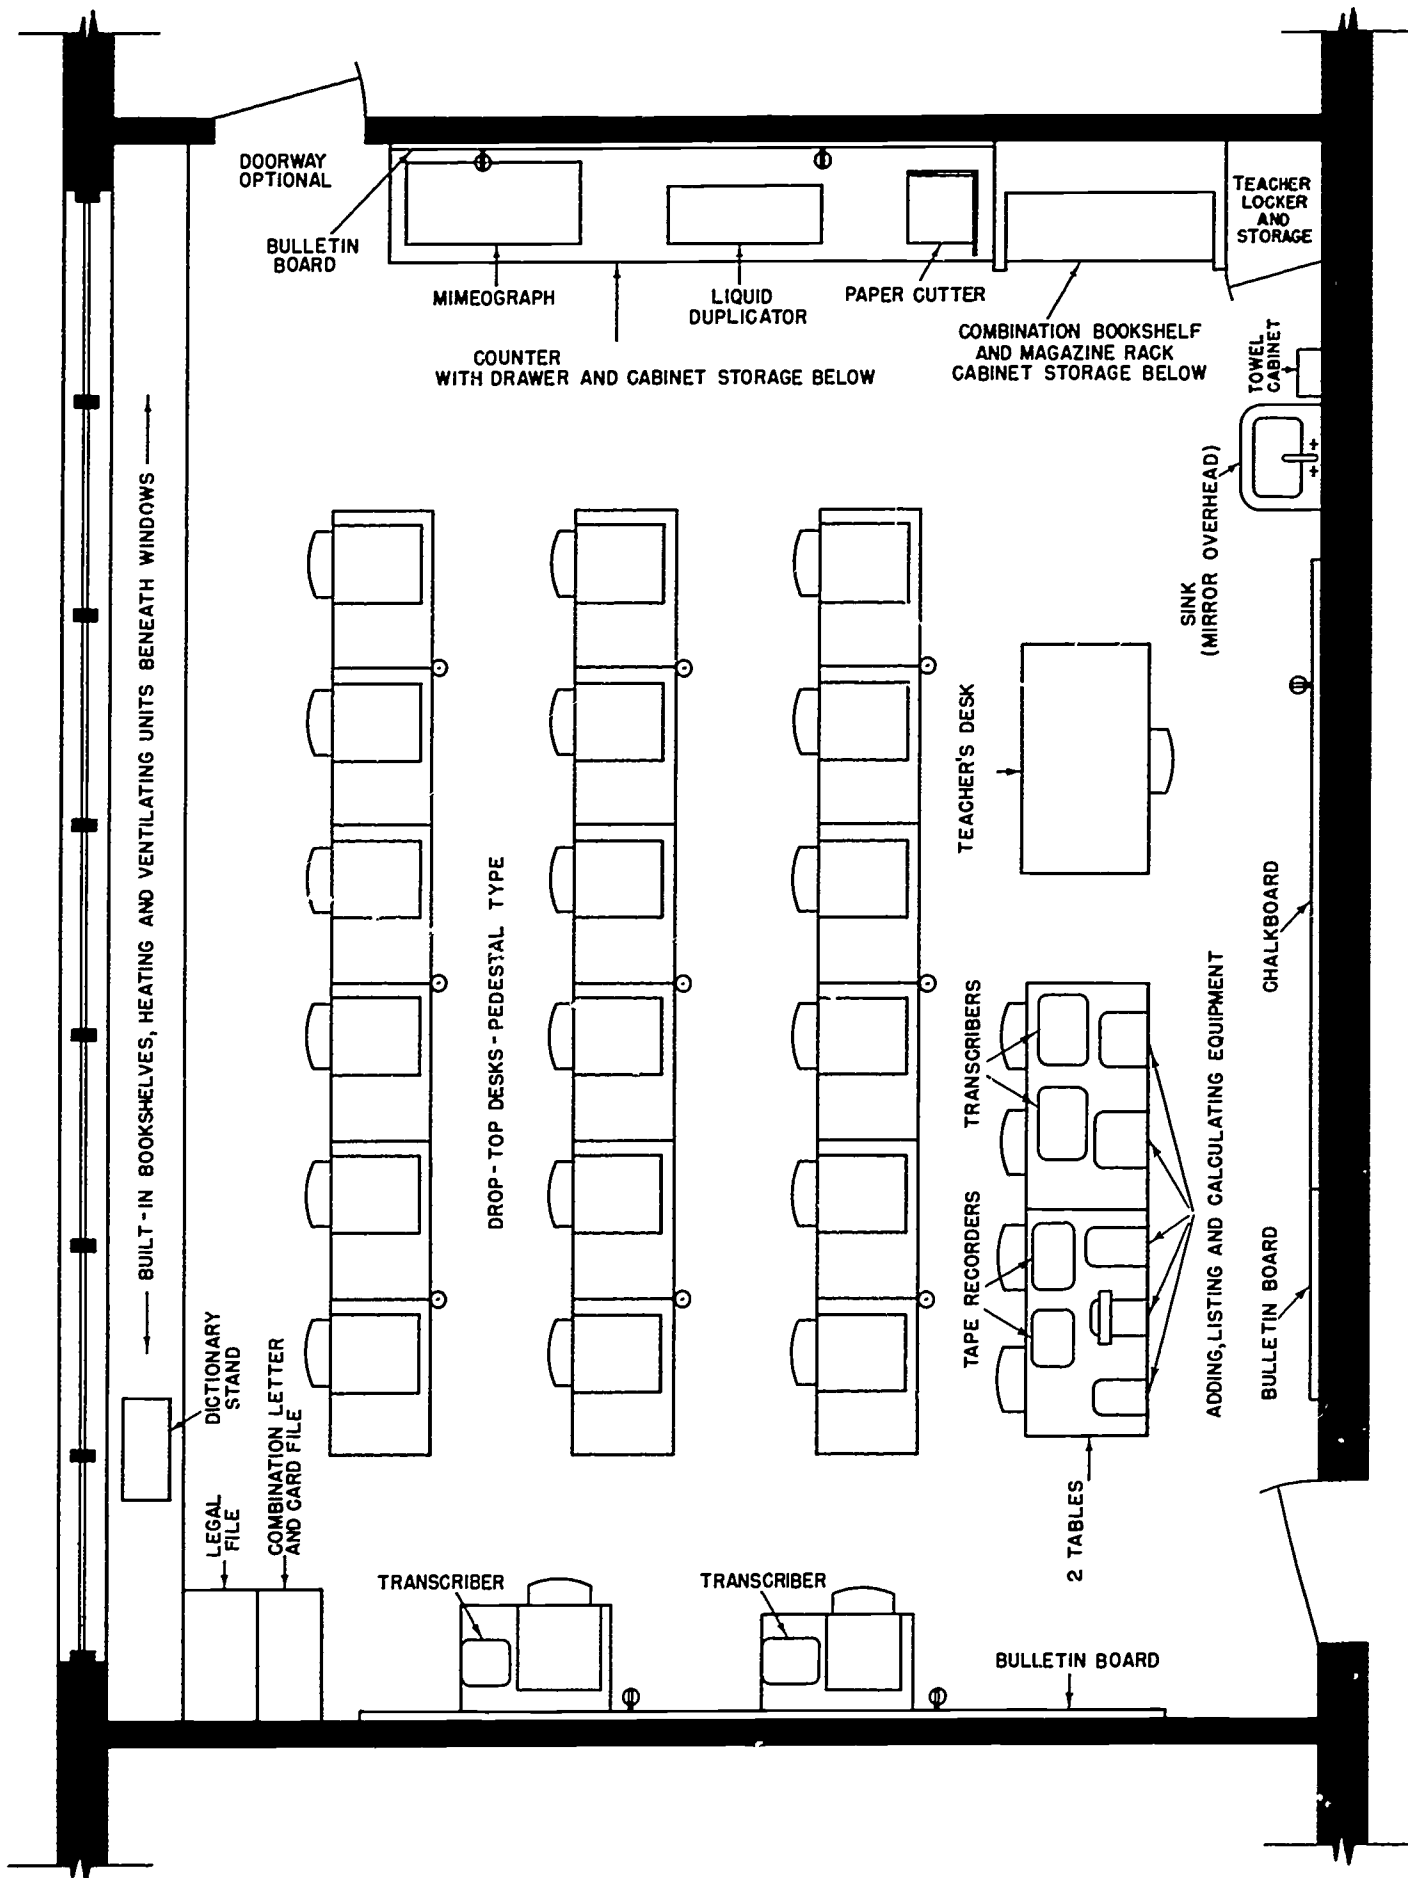 DOORWAY
OPTIONAL
BULLETIN
BOARD
MIMEOGRAPH
LIQUID
DUPLICATOR
PAPER CUTTER
TEACHER
LOCKER
AND
STORAGE
COUNTER
WITH DRAWER AND CABINET STORAGE BELOW
COMBINATION BOOKSHELF
AND MAGAZINE RACK
CABINET STORAGE BELOW
TOWEL
CABINET
SINK
(MIRROR OVERHEAD)
BUILT-IN BOOKSHELVES, HEATING AND VENTILATING UNITS BENEATH WINDOWS
DROP-TOP DESKS-PEDESTAL TYPE
TEACHER'S DESK
CHALKBOARD
TRANSCRIBERS
TAPE RECORDERS
ADDING, LISTING AND CALCULATING EQUIPMENT
BULLETIN BOARD
DICTIONARY
STAND
LEGAL
FILE
COMBINATION LETTER
AND CARD FILE
2 TABLES
TRANSCRIBER
TRANSCRIBER
BULLETIN BOARD